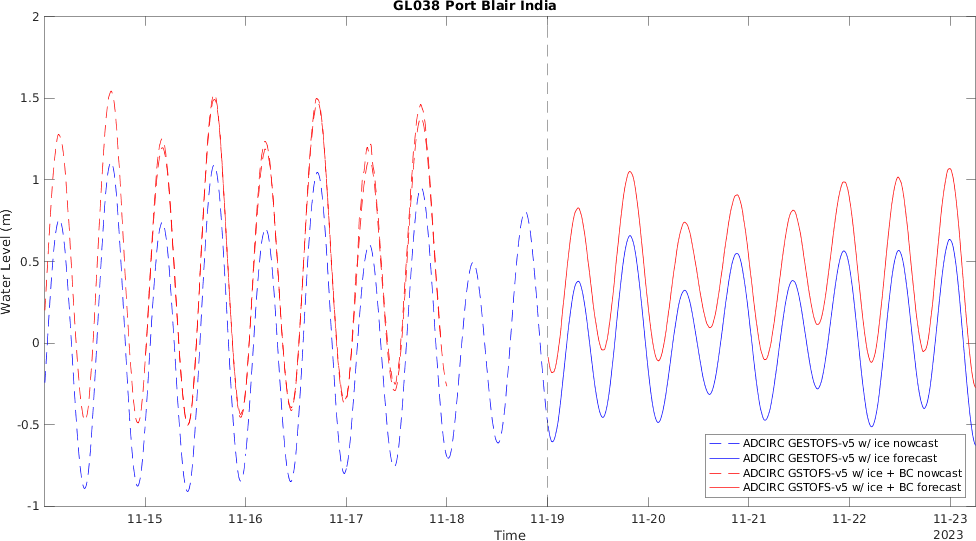 GL038 Port Blair India
2
1.5
1
0.5
0
-0.5
-1
Water Level (m)
11-15
11-16
11-17
11-18
11-19
11-20
11-21
11-22
11-23
Time
2023
ADCIRC GESTOFS-v5 w/ ice nowcast
ADCIRC GESTOFS-v5 w/ ice forecast
ADCIRC GSTOFS-v5 w/ ice + BC nowcast
ADCIRC GSTOFS-v5 w/ ice + BC forecast